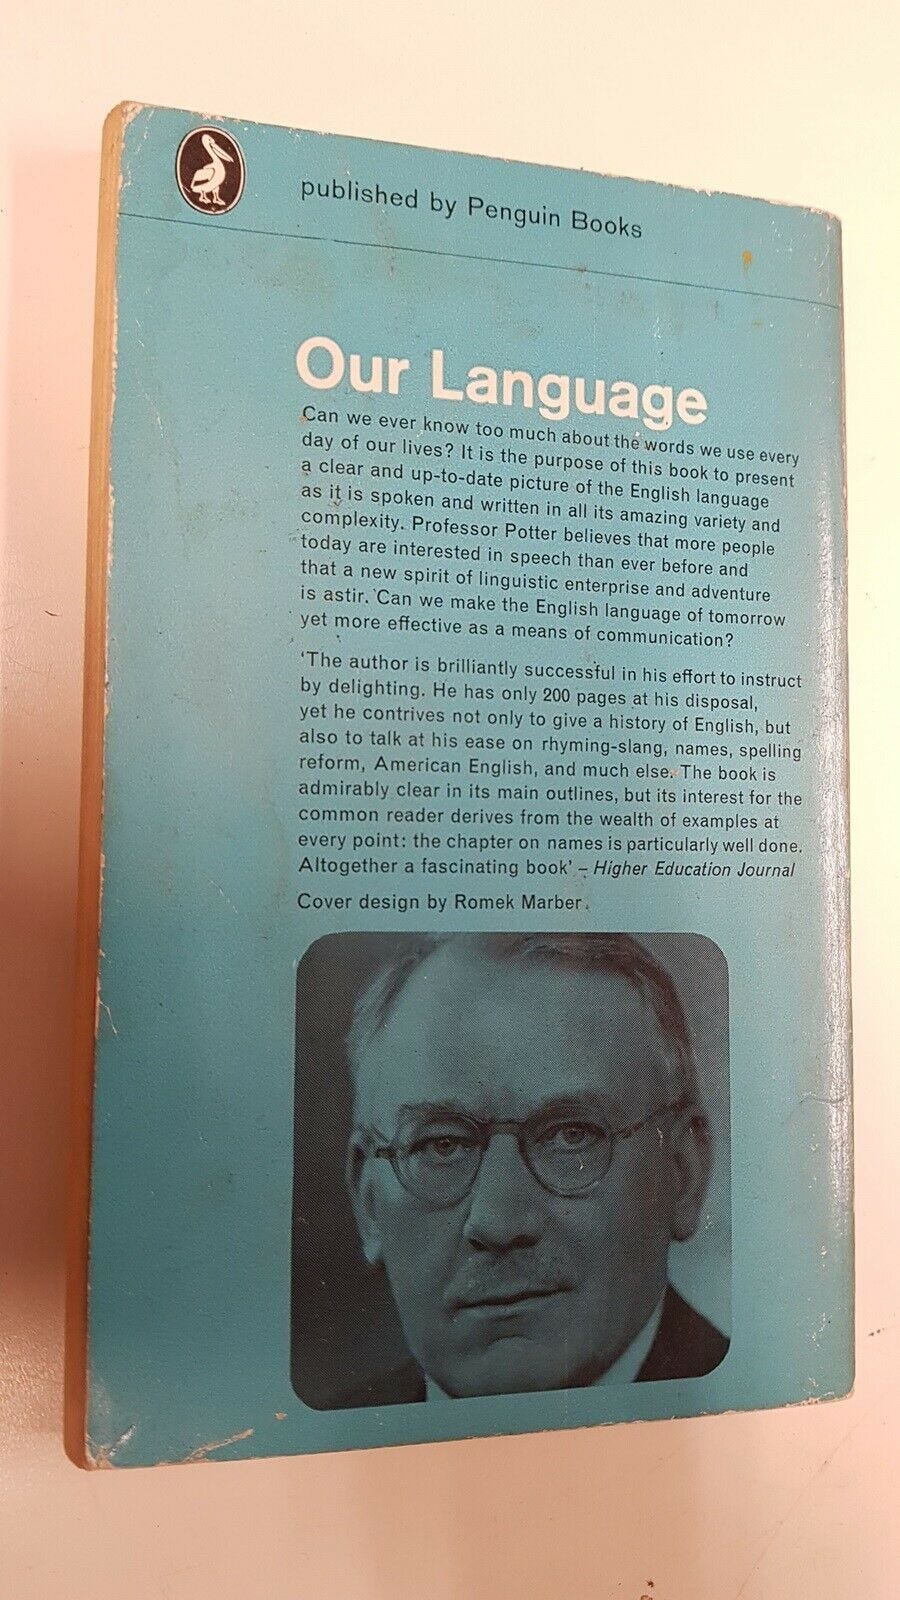 published by Penguin Books
Our Language
Can we ever know too much about the words we use every
day of our lives? It is the purpose of this book to present
a clear and up-to-date picture of the English language
as it is spoken and written in all its amazing variety and
complexity. Professor Potter believes that more people
today are interested in speech than ever before and
that a new spirit of linguistic enterprise and adventure
is astir. Can we make the English language of tomorrow
yet more effective as a means of communication?
'The author is brilliantly successful in his effort to instruct
by delighting. He has only 200 pages at his disposal,
yet he contrives not only to give a history of English, but
also to talk at his ease on rhyming-slang, names, spelling
reform, American English, and much else. The book is
admirably clear in its main outlines, but its interest for the
common reader derives from the wealth of examples at
every point: the chapter on names is particularly well done.
Altogether a fascinating book' – Higher Education Journal
Cover design by Romek Marber.